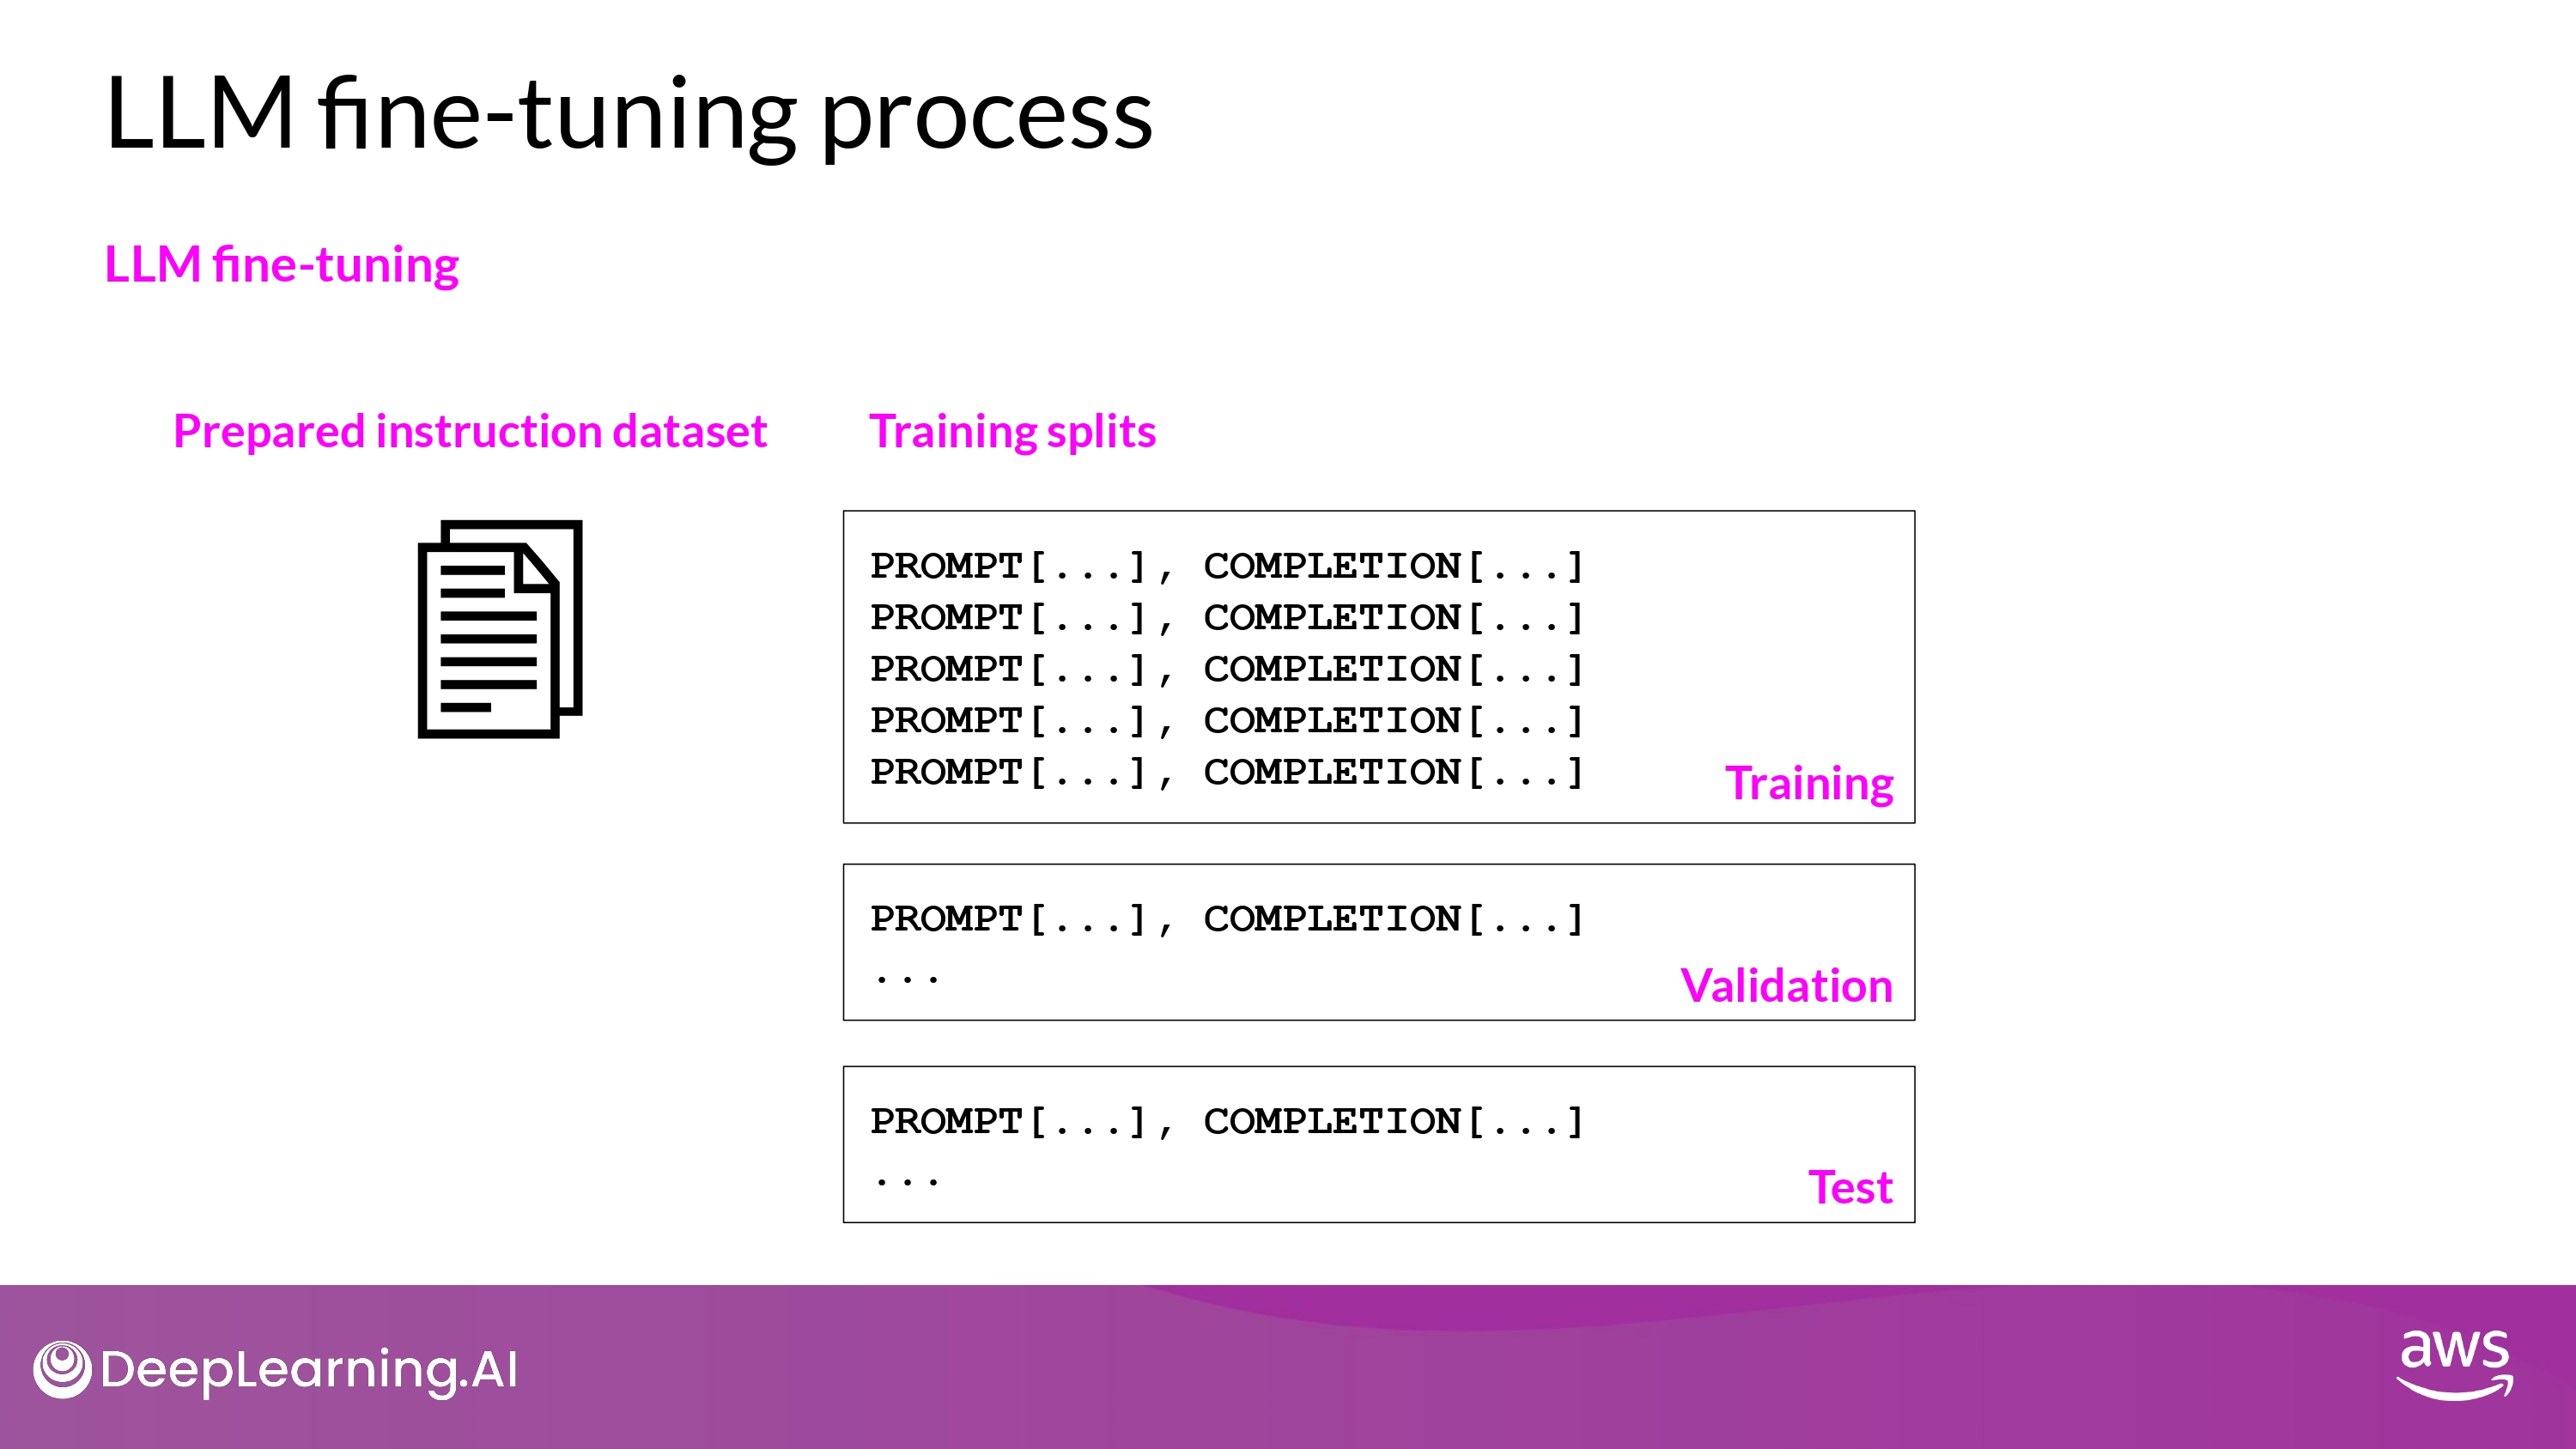 LLM fine-tuning process
LLM fine-tuning
Prepared instruction dataset
Training splits
PROMPT[...], COMPLETION[...]
PROMPT[...], COMPLETION[...]
PROMPT[...], COMPLETION[...]
PROMPT[...], COMPLETION[...]
PROMPT[...], COMPLETION[...]
Training
PROMPT[...], COMPLETION[...]
...
Validation
PROMPT[...], COMPLETION[...]
...
Test
DeepLearning.AI
aws